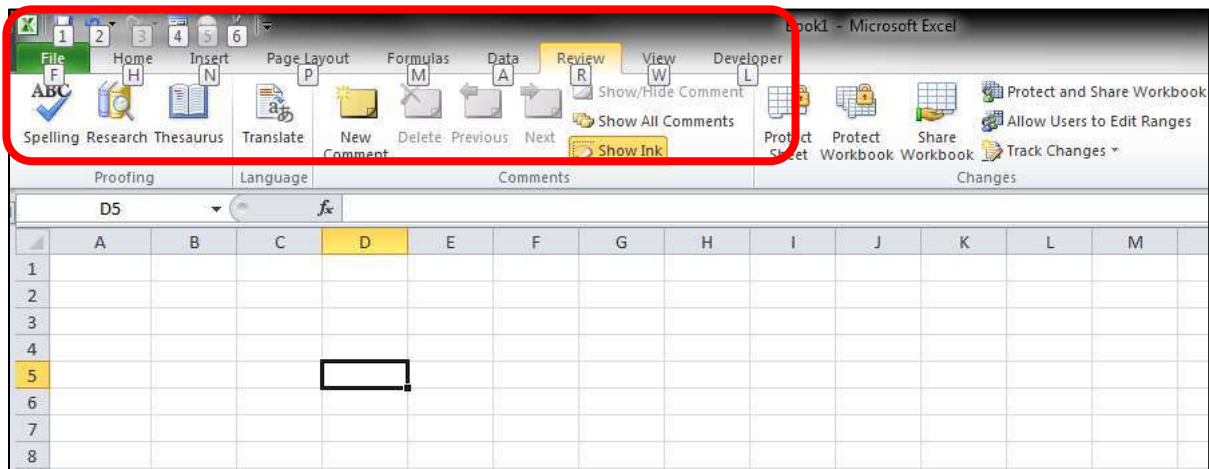 1 2 3 4 5 6
Book1 - Microsoft Excel
File Home Insert Page Layout Formulas Data Review View Developer
F H N P M A R W L
ABC
Show/Hide Comment
Protect and Share Workbook
Show All Comments
Allow Users to Edit Ranges
Spelling Research Thesaurus Translate New Comment Delete Previous Next
Show Ink
Protect Sheet Protect Workbook Share Workbook
Track Changes
Proofing Language Comments Changes
D5 fx
A B C D E F G H I J K L M
1
2
3
4
5
6
7
8